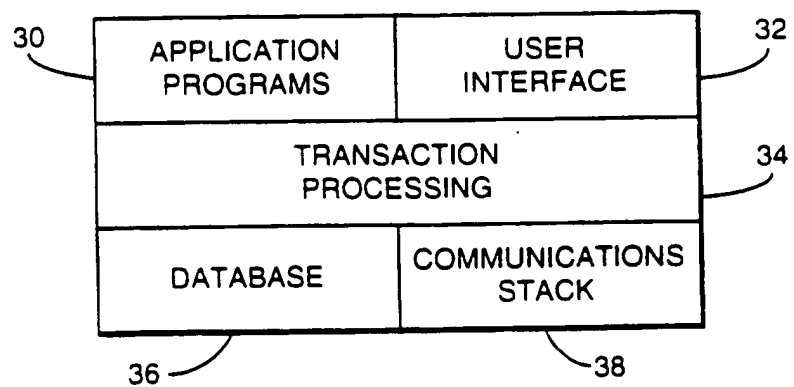 30
APPLICATION
PROGRAMS
USER
INTERFACE
32
TRANSACTION
PROCESSING
34
DATABASE
COMMUNICATIONS
STACK
36
38